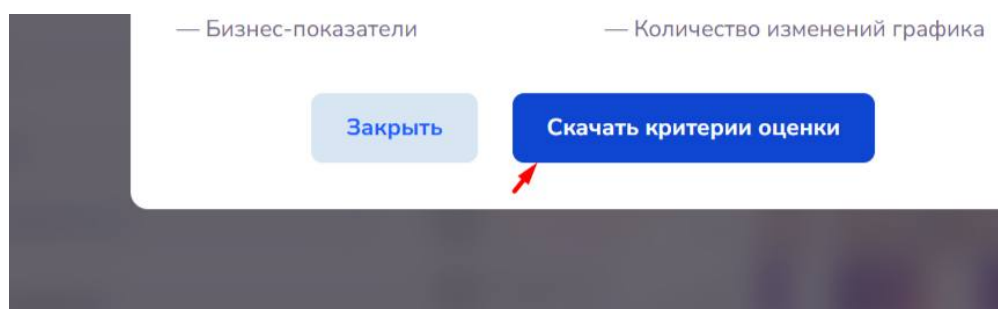 — Бизнес-показатели
— Количество изменений графика
Закрыть
Скачать критерии оценки